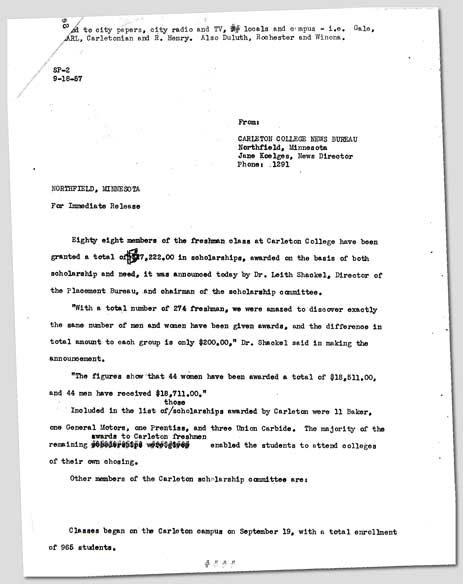 to city papers, city radio and TV, locals and campus - i.e. Gale,
ARL, Carletonian and R. Henry. Also Duluth, Rochester and Winona.
SP-2
9-18-57
From:
CARLETON COLLEGE NEWS BUREAU
Northfield, Minnesota
Jane Koelges, News Director
Phone: 1291
NORTHFIELD, MINNESOTA
For Immediate Release
Eighty eight members of the freshman class at Carleton College have been
granted a total of 7,222.00 in scholarships, awarded on the basis of both
scholarship and need, it was announced today by Dr. Leith Shackel, Director of
the Placement Bureau, and chairman of the scholarship committee.
"With a total number of 274 freshman, we were amazed to discover exactly
the same number of men and women have been given awards, and the difference in
total amount to each group is only $200.00," Dr. Shackel said in making the
announcement.
"The figures show that 44 women have been awarded a total of $18,511.00,
and 44 men have received $18,711.00."
those
Included in the list of/scholarships awarded by Carleton were 11 Baker,
one General Motors, one Prentiss, and three Union Carbide. The majority of the
awards to Carleton freshmen
remaining enabled the students to attend colleges
of their own chosing.
Other members of the Carleton scholarship committee are:
Classes began on the Carleton campus on September 19, with a total enrollment
of 965 students.